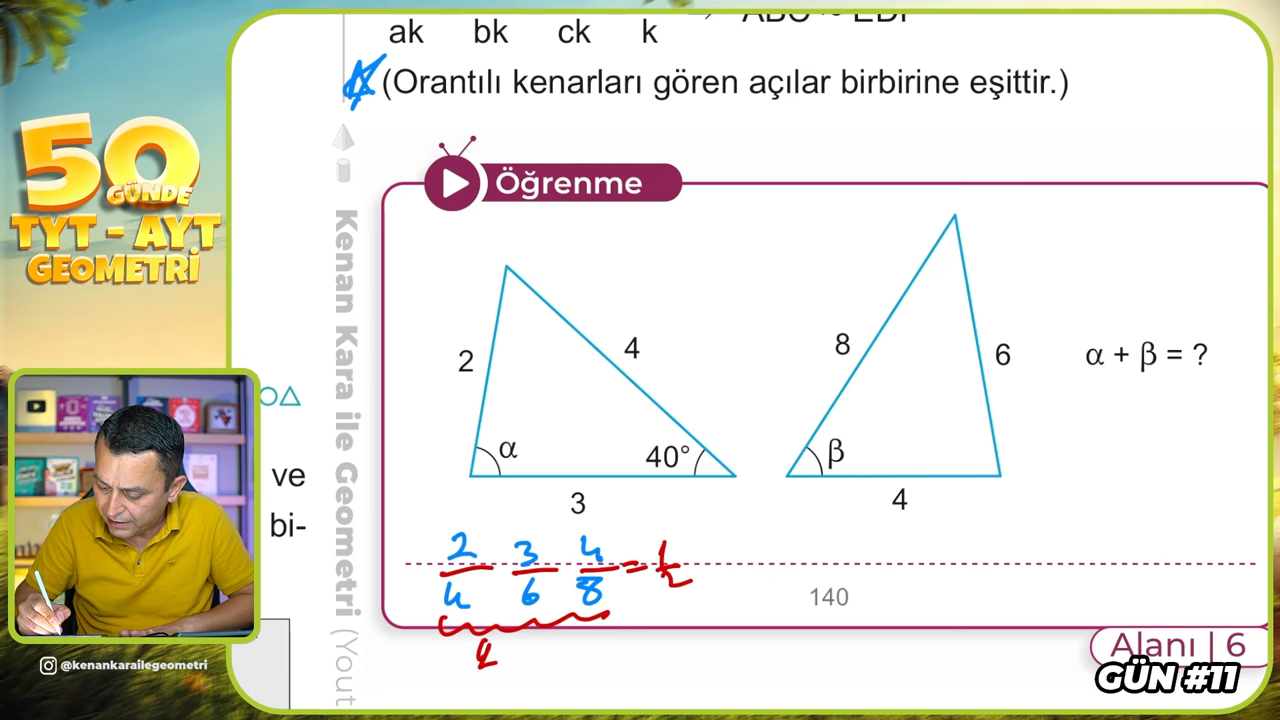 50
GÜNDE
TYT - AYT
GEOMETRİ
ak bk ck k
(Orantılı kenarları gören açılar birbirine eşittir.)
Öğrenme
2
4
α
40°
3
8
6
β
4
α + β = ?
2/4 3/6 4/8 = 1/2
140
Alanı | 6
GÜN #11
ve
bi-
Kenan Kara ile Geometri (Yout
@kenankarailegeometri